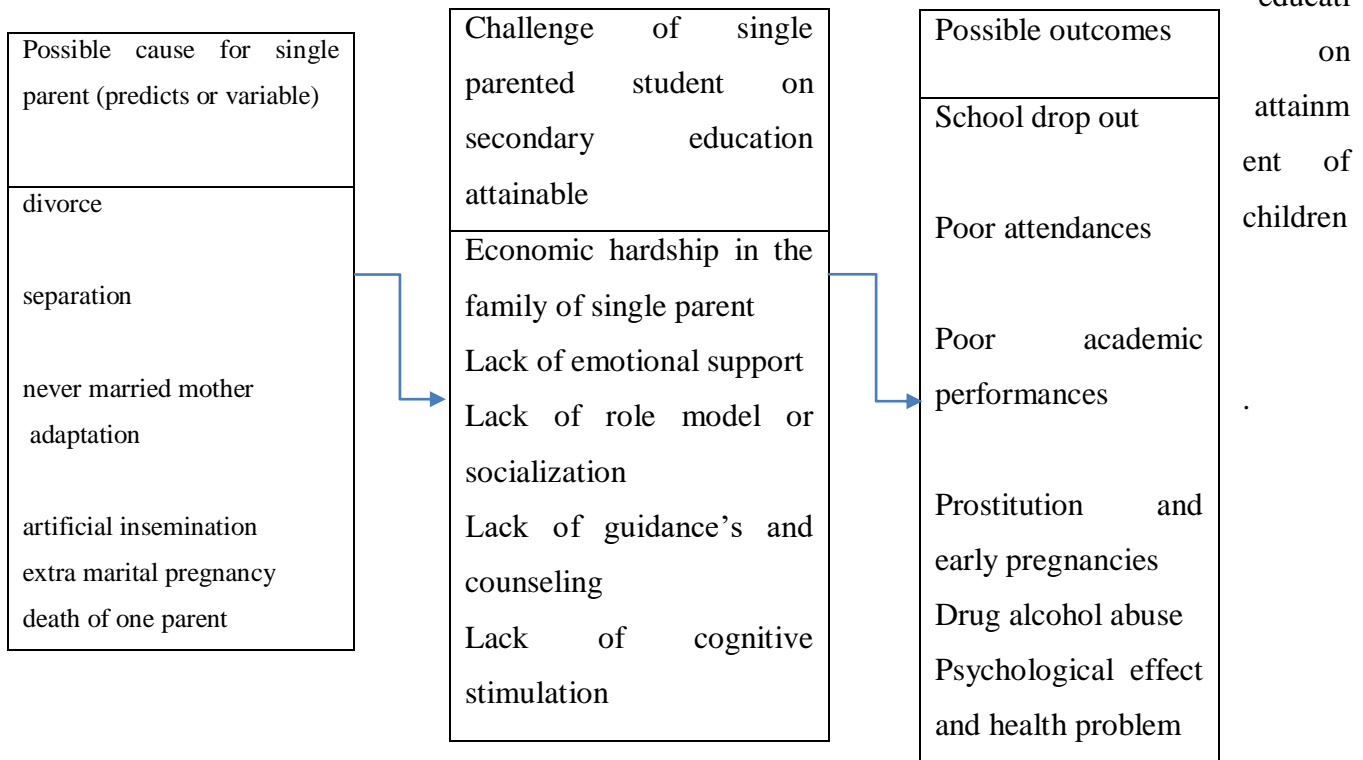 Possible cause for single
parent (predicts or variable)
divorce
separation
never married mother
adaptation
artificial insemination
extra marital pregnancy
death of one parent
Challenge of single
parented student on
secondary education
attainable
Economic hardship in the
family of single parent
Lack of emotional support
Lack of role model or
socialization
Lack of guidance’s and
counseling
Lack of cognitive
stimulation
Possible outcomes
School drop out
Poor attendances
Poor academic
performances
Prostitution and
early pregnancies
Drug alcohol abuse
Psychological effect
and health problem
educati
on
attainm
ent of
children
.